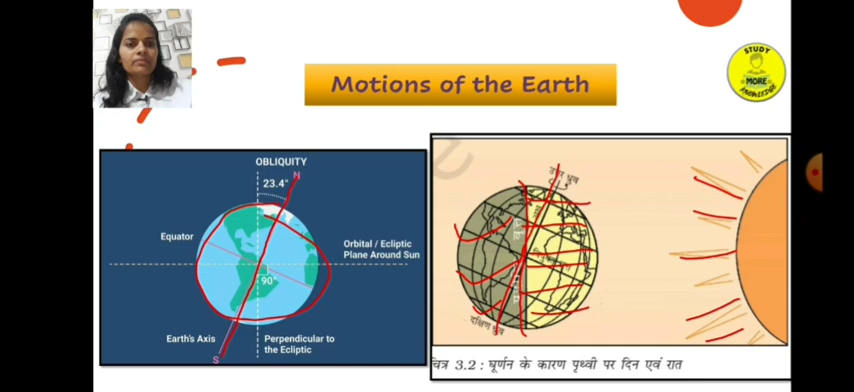 Motions of the Earth
STUDY
MORE
KNOWLEDGE
OBLIQUITY
N
23.4°
Equator
Orbital / Ecliptic
Plane Around Sun
90°
Earth's Axis
Perpendicular to
the Ecliptic
S
उत्तर ध्रुव
दक्षिण ध्रुव
चित्र 3.2 : घूर्णन के कारण पृथ्वी पर दिन एवं रात